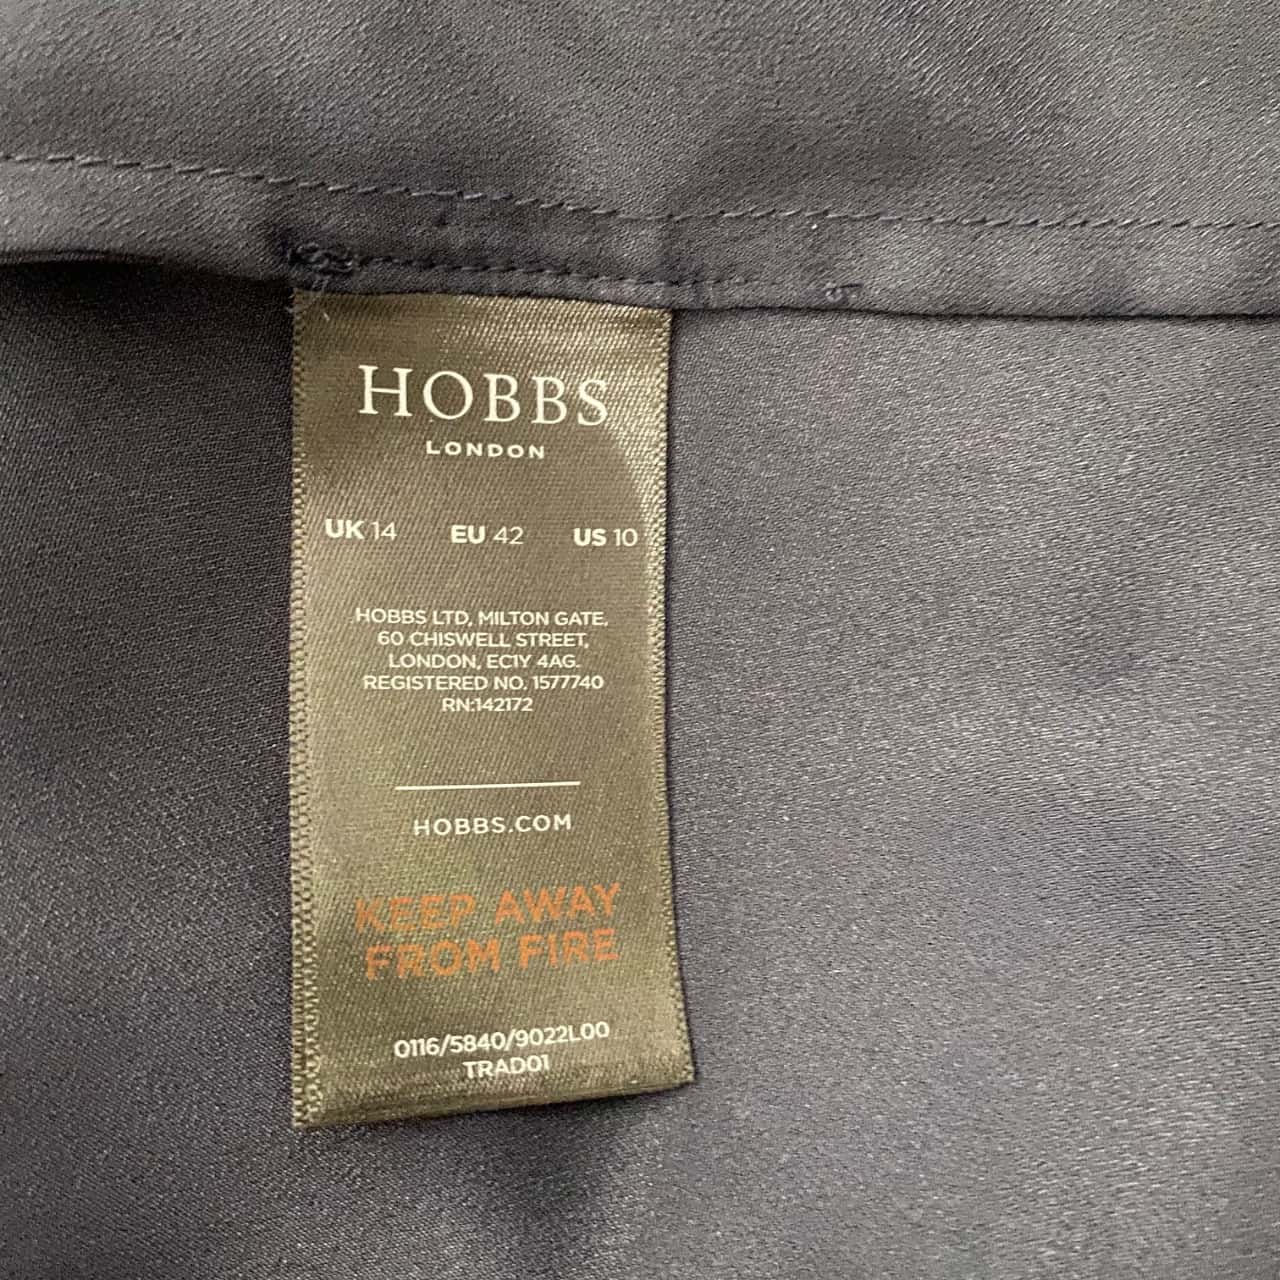 HOBBS
LONDON
UK 14 EU 42 US 10
HOBBS LTD, MILTON GATE,
60 CHISWELL STREET,
LONDON, EC1Y 4AG.
REGISTERED NO. 1577740
RN:142172
HOBBS.COM
KEEP AWAY
FROM FIRE
0116/5840/9022L00
TRAD01